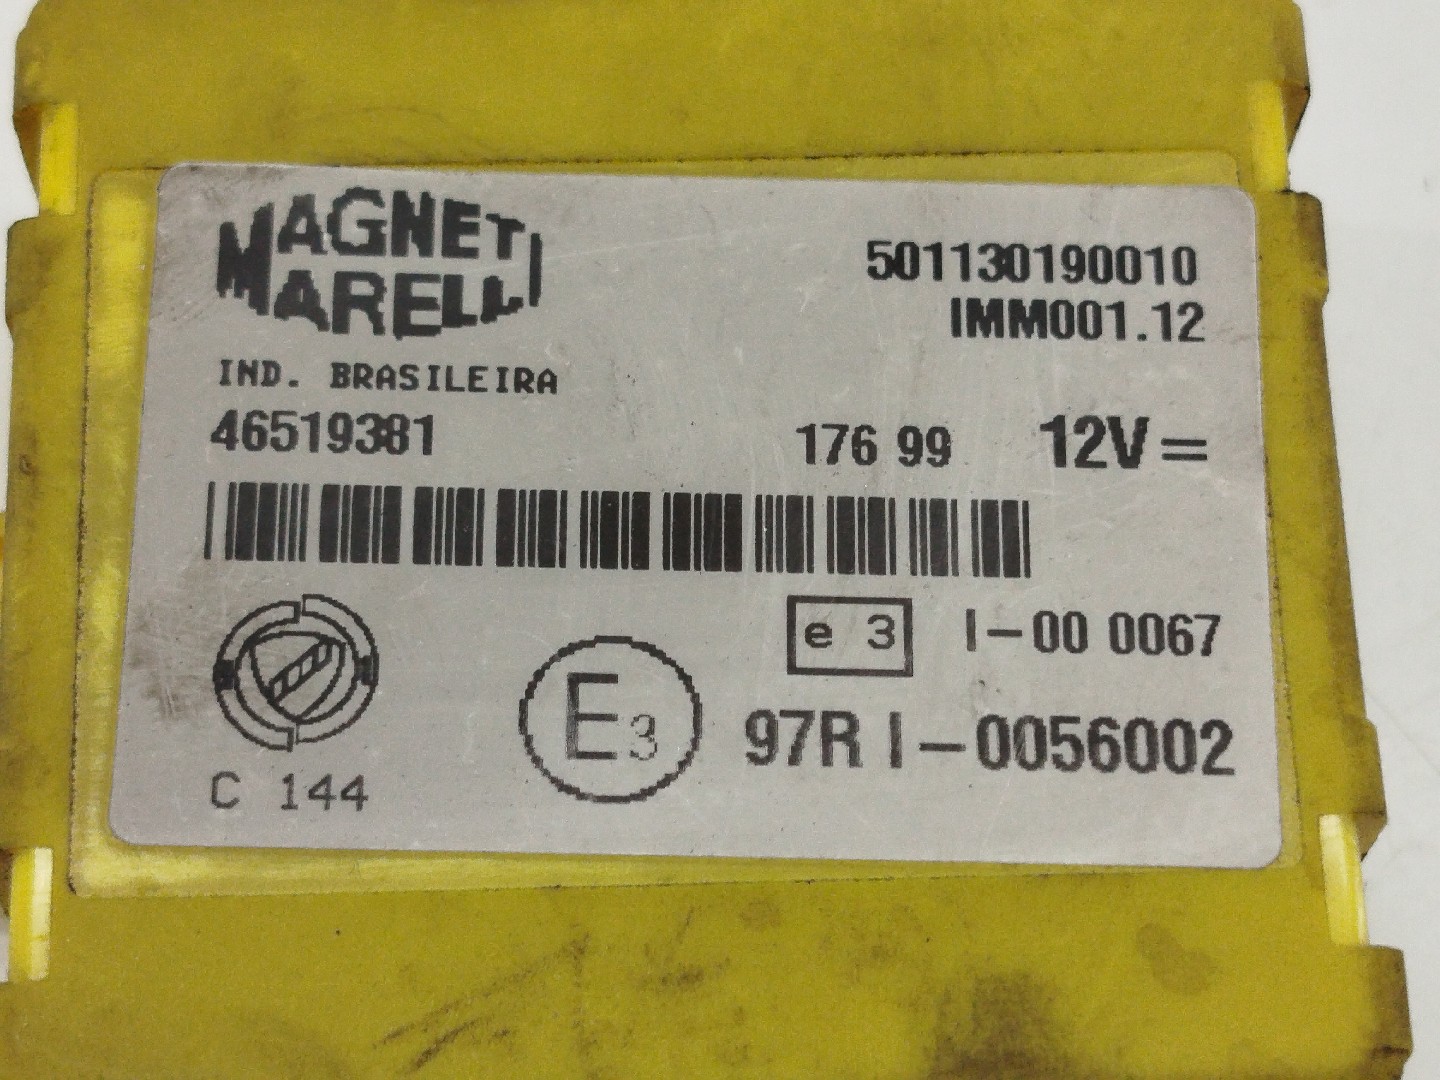 MAGNETI
MARELLI
501130190010
IMM001.12
IND. BRASILEIRA
46519381
176 99
12V=
e 3
I-00 0067
E3
97R I-0056002
C 144